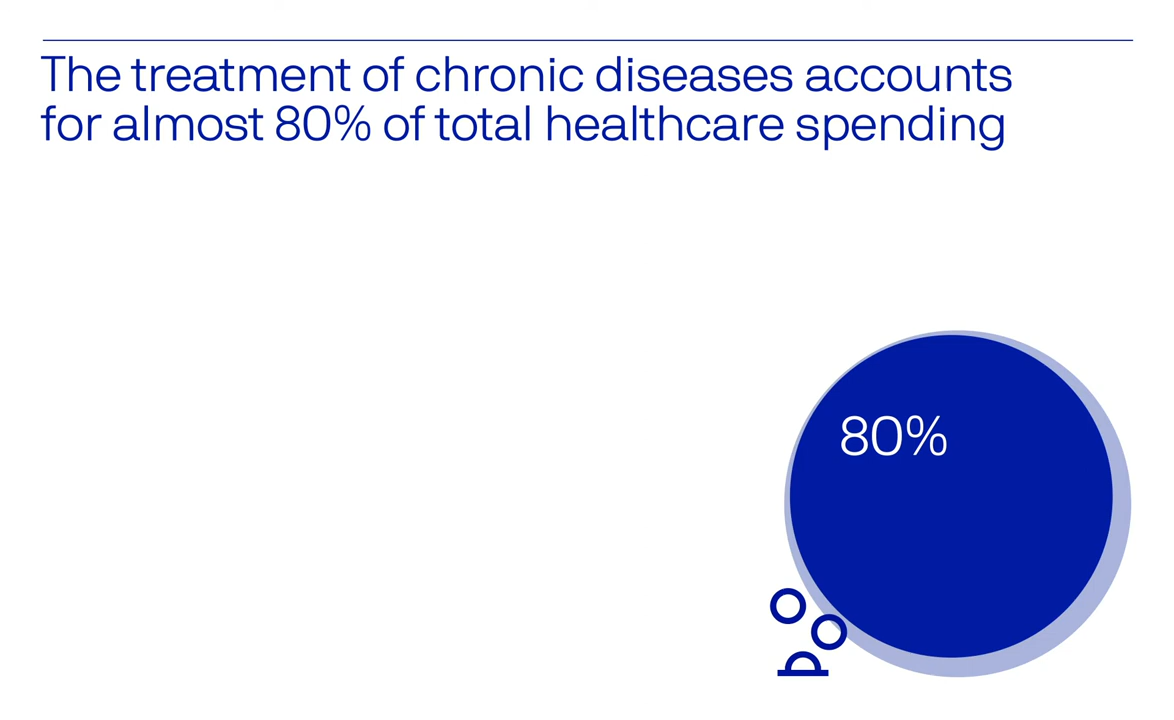 The treatment of chronic diseases accounts
for almost 80% of total healthcare spending
80%